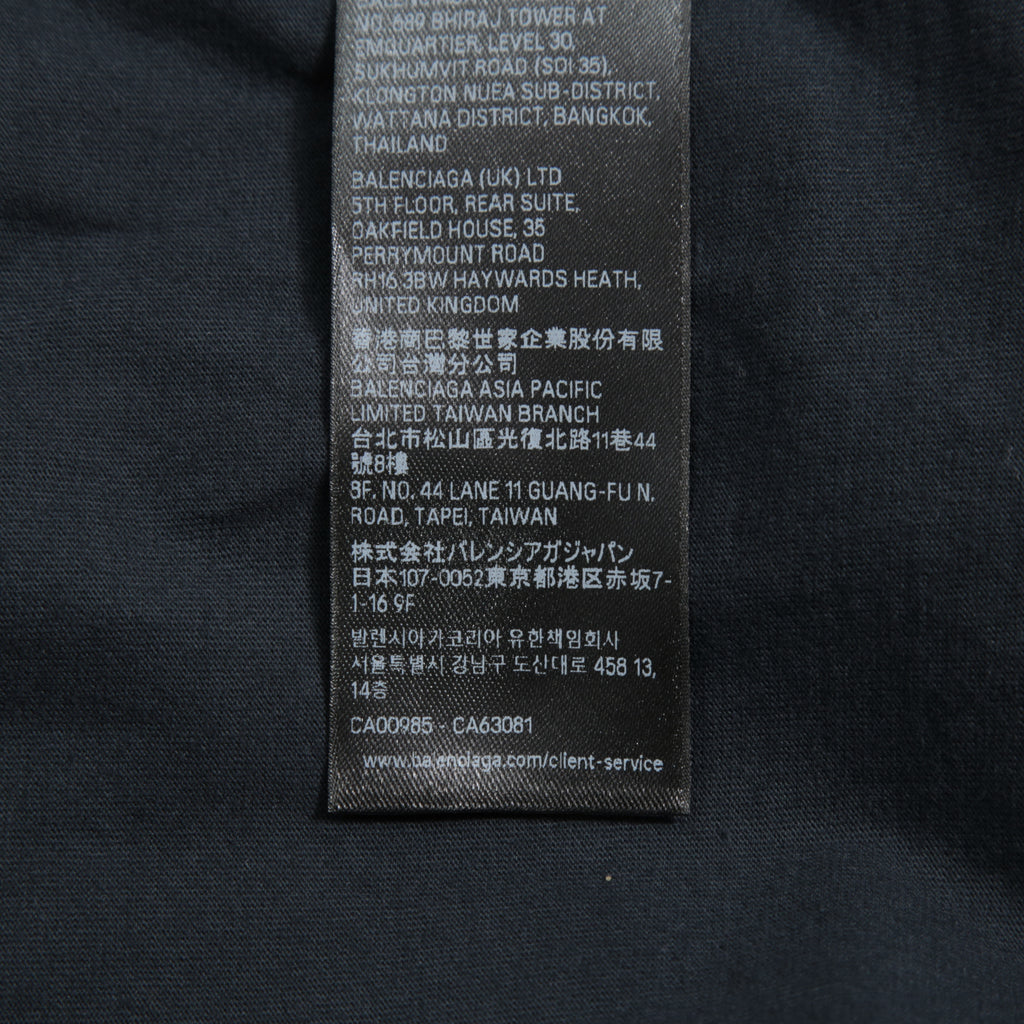 NO. 689 BHIRAJ TOWER AT
EMQUARTIER, LEVEL 30,
SUKHUMVIT ROAD (SOI 35),
KLONGTON NUEA SUB-DISTRICT,
WATTANA DISTRICT, BANGKOK,
THAILAND
BALENCIAGA (UK) LTD
5TH FLOOR, REAR SUITE,
OAKFIELD HOUSE, 35
PERRYMOUNT ROAD
RH16 3BW HAYWARDS HEATH,
UNITED KINGDOM
香港商巴黎世家企業股份有限
公司台灣分公司
BALENCIAGA ASIA PACIFIC
LIMITED TAIWAN BRANCH
台北市松山區光復北路11巷44
號8樓
8F. NO. 44 LANE 11 GUANG-FU N.
ROAD, TAPEI, TAIWAN
株式会社バレンシアガジャパン
日本107-0052東京都港区赤坂7-
1-16 9F
발렌시아가코리아 유한책임회사
서울특별시 강남구 도산대로 458 13,
14층
CA00985 - CA63081
www.balenciaga.com/client-service